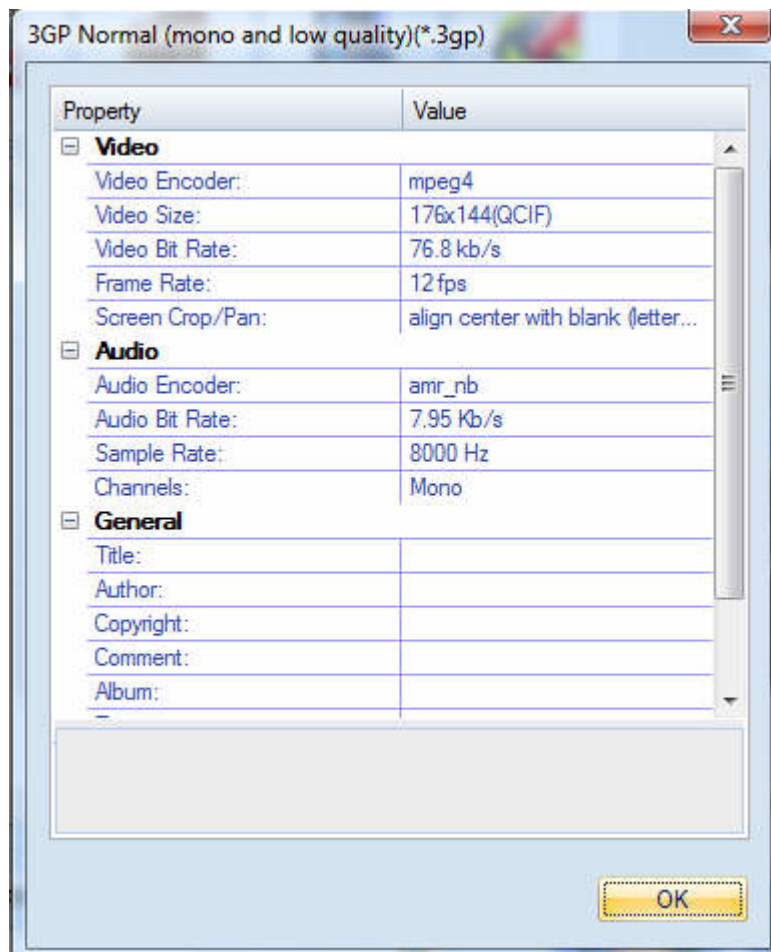 3GP Normal (mono and low quality)(*.3gp)
Property Value
Video
Video Encoder: mpeg4
Video Size: 176x144(QCIF)
Video Bit Rate: 76.8 kb/s
Frame Rate: 12 fps
Screen Crop/Pan: align center with blank (letter...
Audio
Audio Encoder: amr_nb
Audio Bit Rate: 7.95 Kb/s
Sample Rate: 8000 Hz
Channels: Mono
General
Title:
Author:
Copyright:
Comment:
Album:
OK